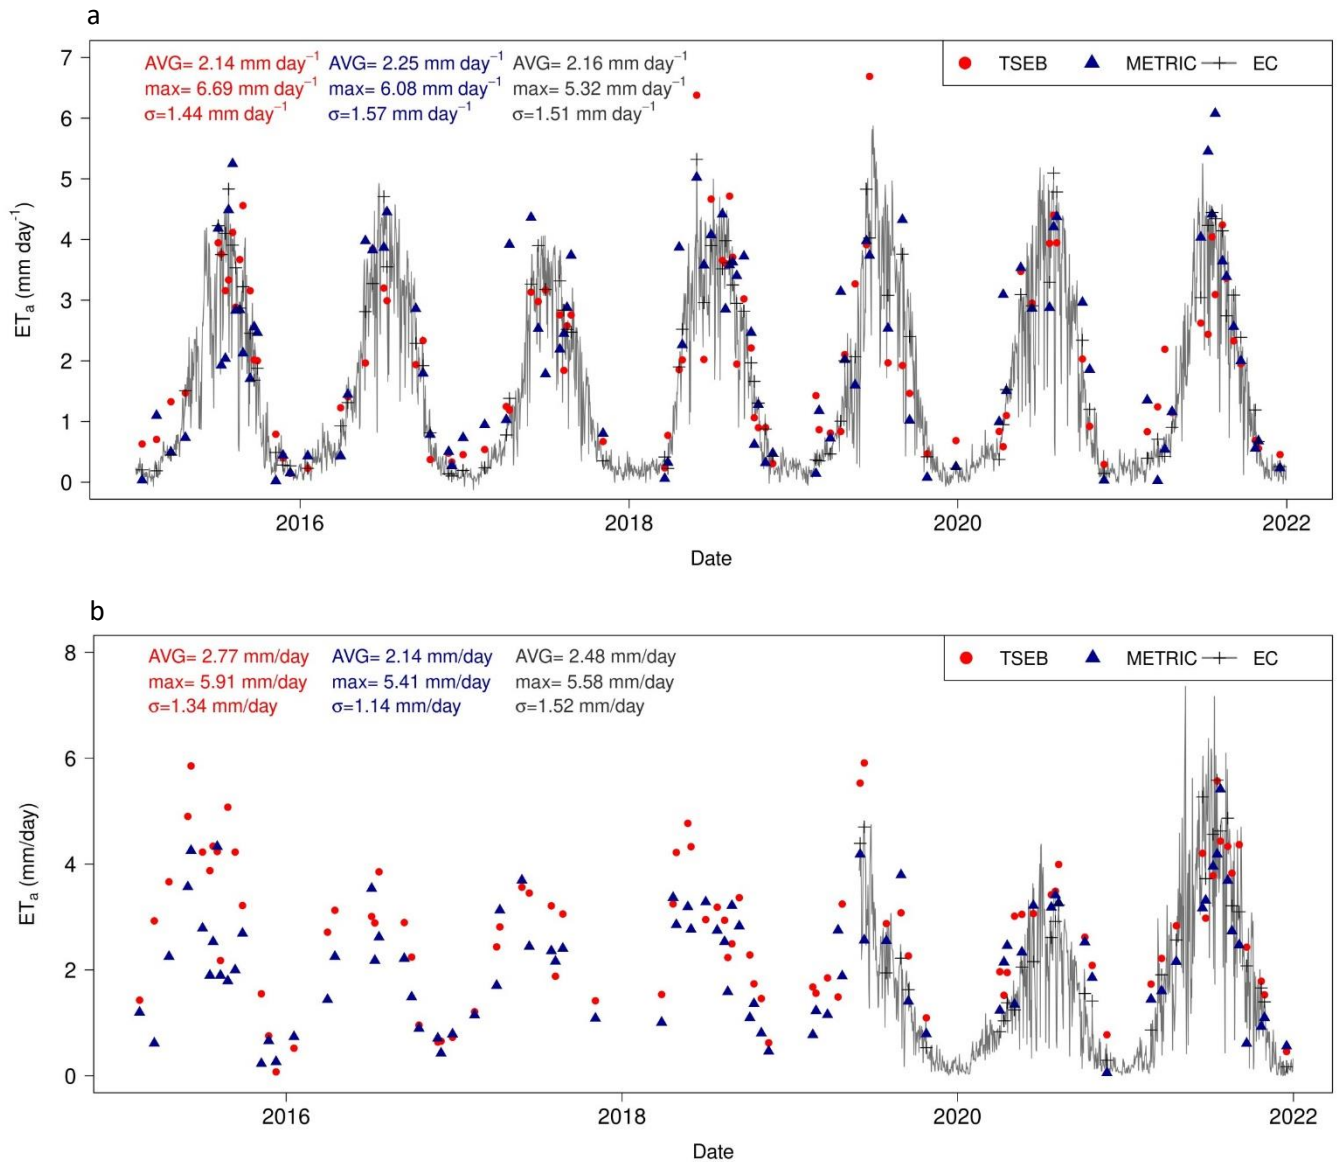 a
AVG= 2.14 mm day⁻¹ AVG= 2.25 mm day⁻¹ AVG= 2.16 mm day⁻¹
max= 6.69 mm day⁻¹ max= 6.08 mm day⁻¹ max= 5.32 mm day⁻¹
σ=1.44 mm day⁻¹ σ=1.57 mm day⁻¹ σ=1.51 mm day⁻¹
TSEB METRIC EC
7
6
5
4
3
2
1
0
ETₐ (mm day⁻¹)
2016 2018 2020 2022
Date
b
AVG= 2.77 mm/day AVG= 2.14 mm/day AVG= 2.48 mm/day
max= 5.91 mm/day max= 5.41 mm/day max= 5.58 mm/day
σ=1.34 mm/day σ=1.14 mm/day σ=1.52 mm/day
TSEB METRIC EC
8
6
4
2
0
ETₐ (mm/day)
2016 2018 2020 2022
Date